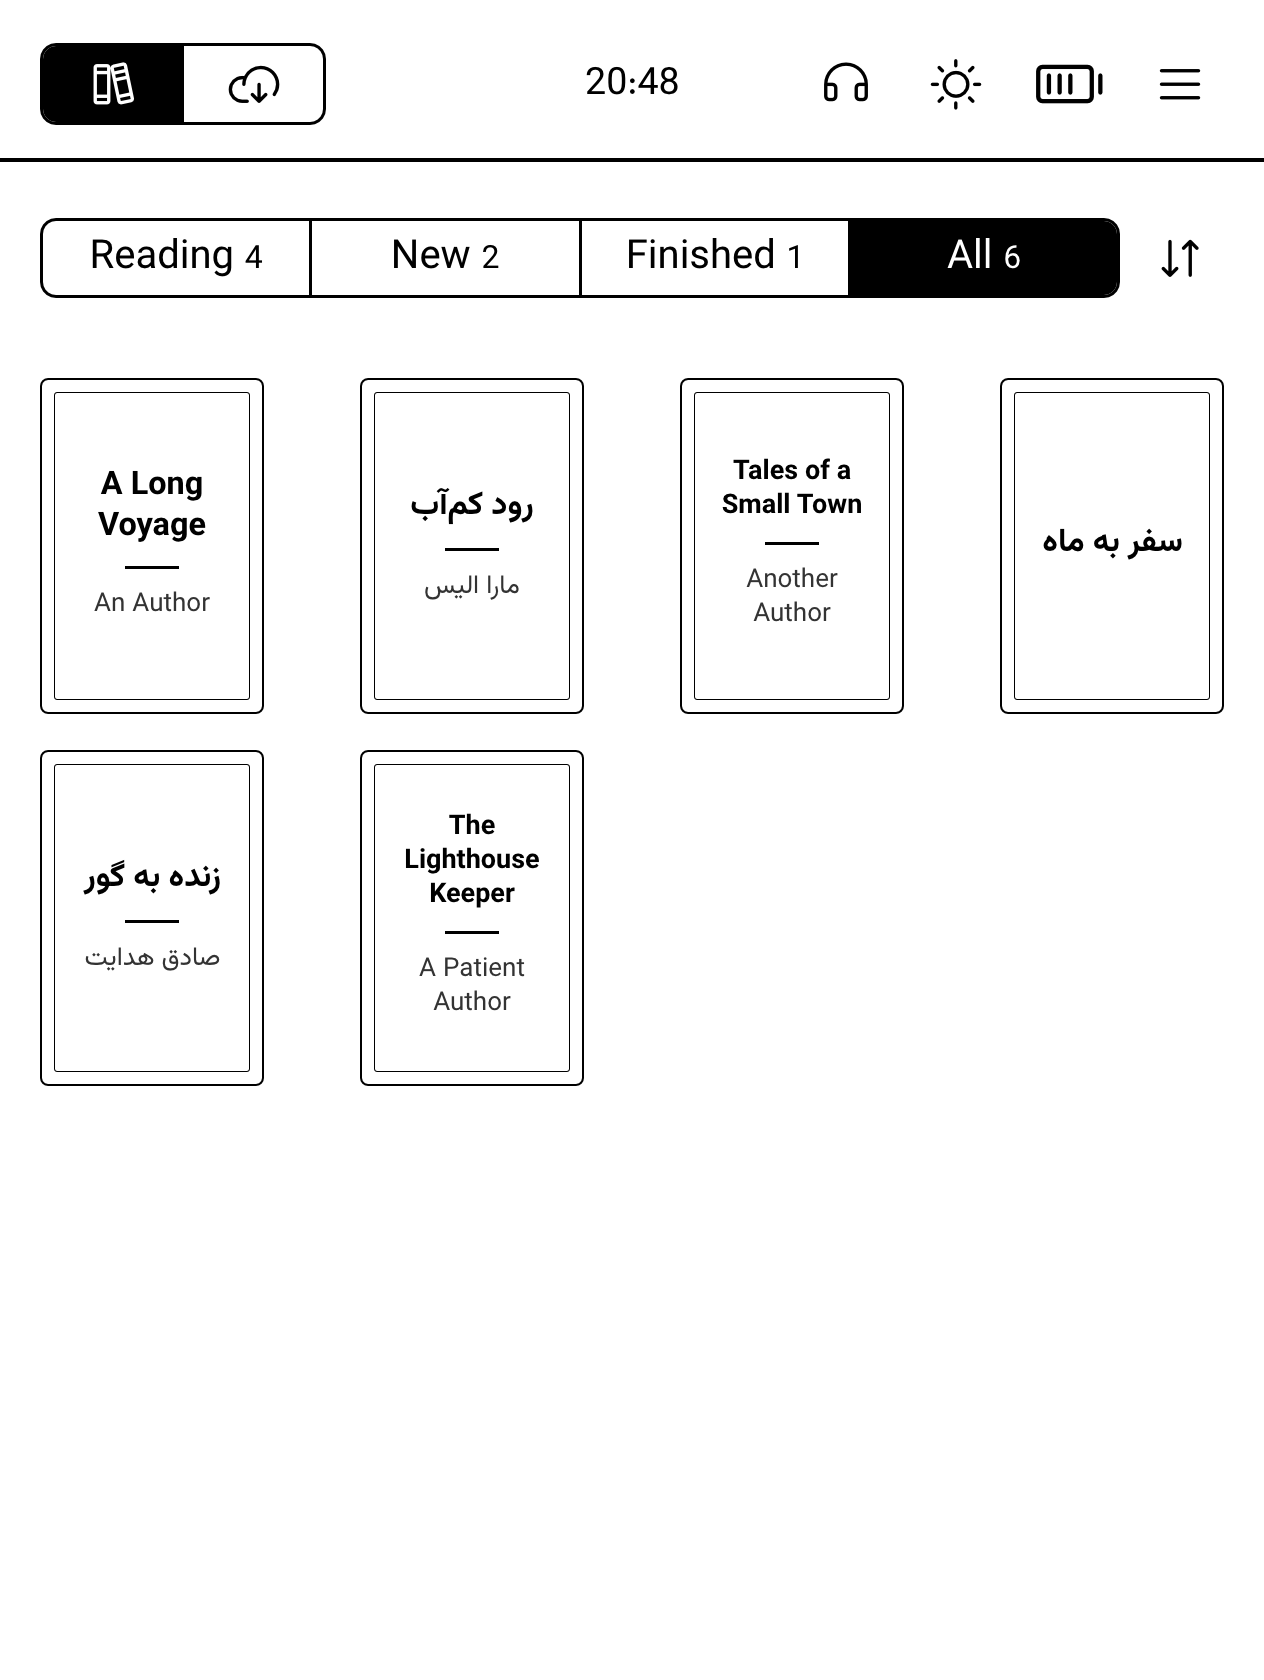 20:48
Reading 4
New 2
Finished 1
All 6
A Long
Voyage
An Author
رود کم‌آب
مارا الیس
Tales of a
Small Town
Another
Author
سفر به ماه
زنده به گور
صادق هدایت
The
Lighthouse
Keeper
A Patient
Author